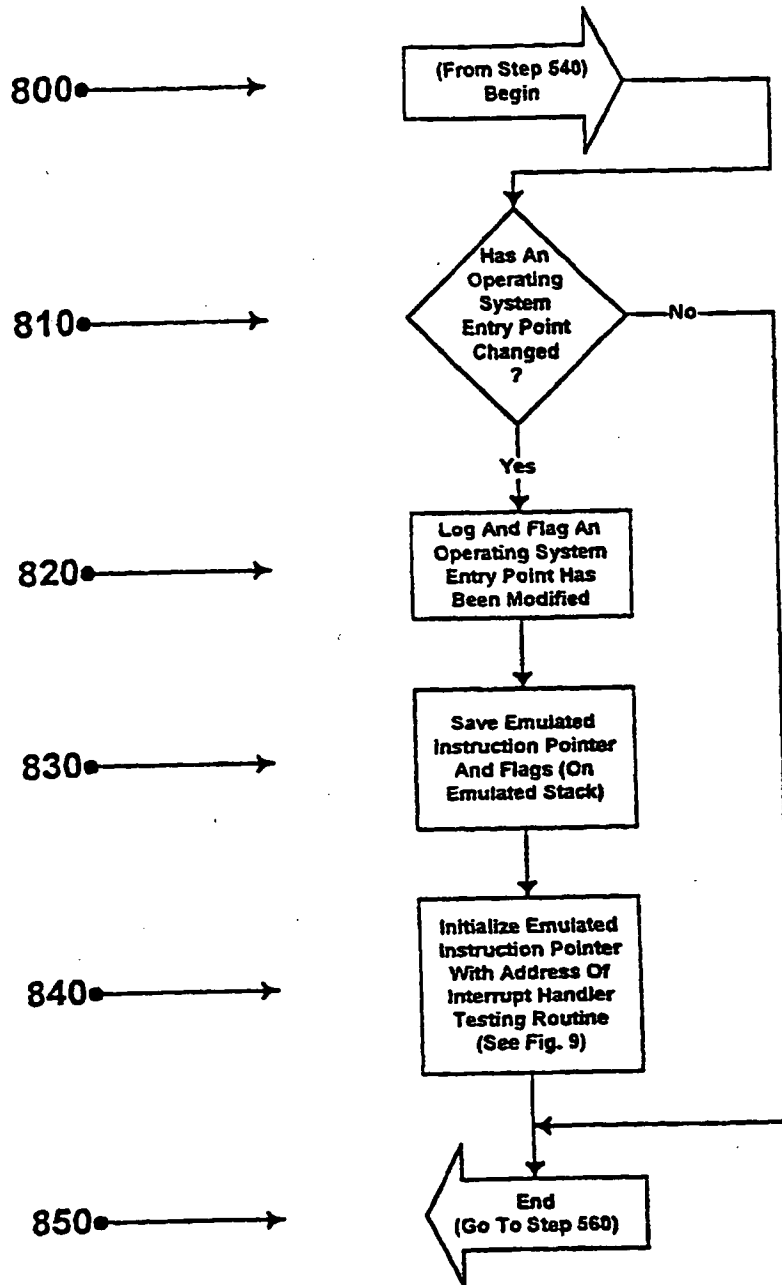 800
(From Step 540)
Begin
810
Has An
Operating
System
Entry Point
Changed
?
No
Yes
820
Log And Flag An
Operating System
Entry Point Has
Been Modified
830
Save Emulated
Instruction Pointer
And Flags (On
Emulated Stack)
840
Initialize Emulated
Instruction Pointer
With Address Of
Interrupt Handler
Testing Routine
(See Fig. 9)
850
End
(Go To Step 560)